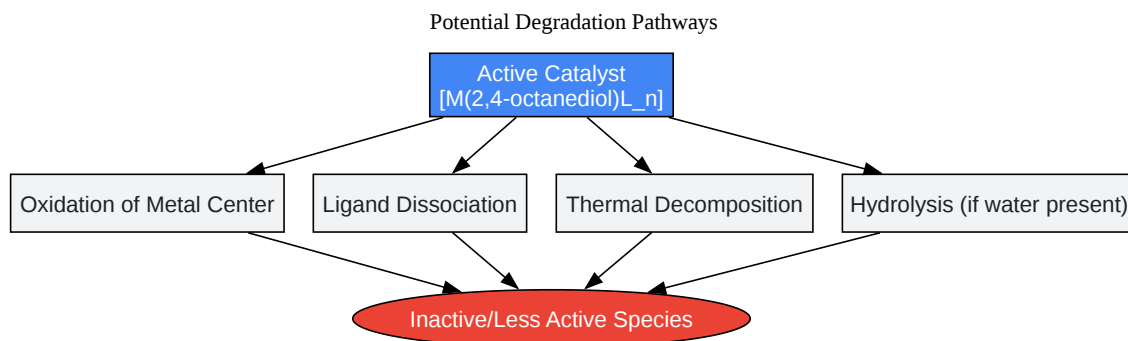 Potential Degradation Pathways
Active Catalyst
[M(2,4-octanediol)L_n]
Oxidation of Metal Center
Ligand Dissociation
Thermal Decomposition
Hydrolysis (if water present)
Inactive/Less Active Species